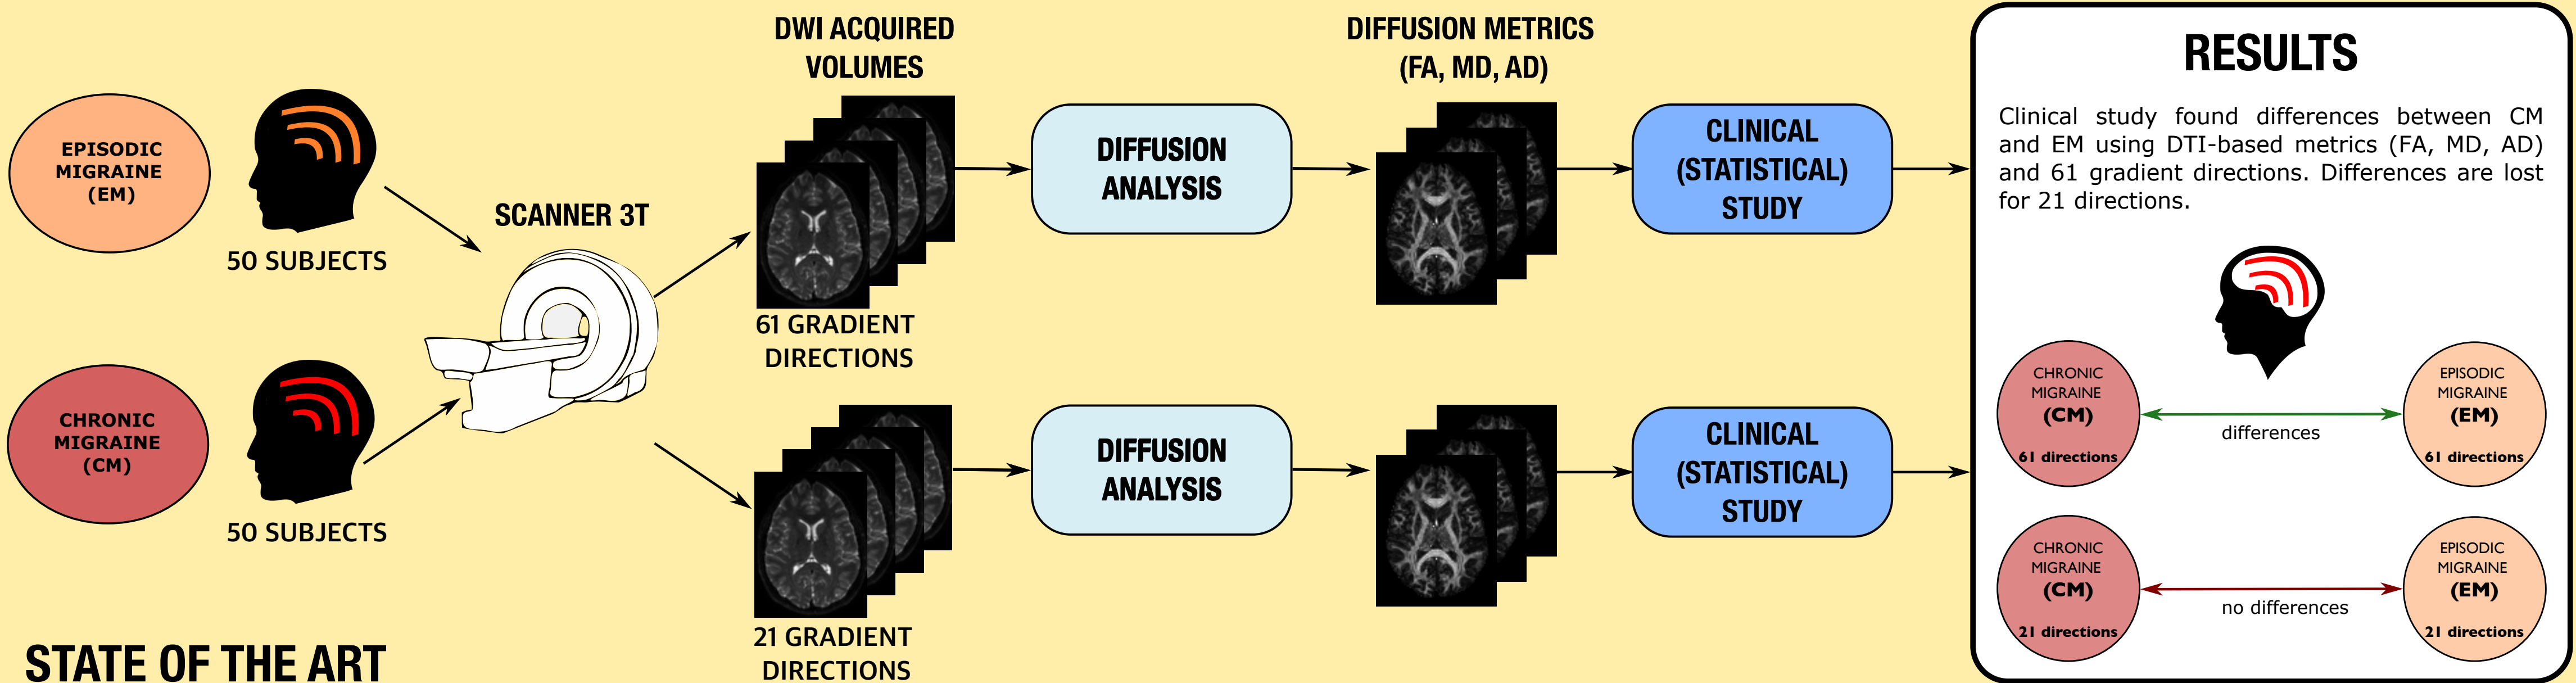 EPISODIC
MIGRAINE
(EM)
50 SUBJECTS
CHRONIC
MIGRAINE
(CM)
50 SUBJECTS
STATE OF THE ART
SCANNER 3T
DWI ACQUIRED
VOLUMES
61 GRADIENT
DIRECTIONS
21 GRADIENT
DIRECTIONS
DIFFUSION
ANALYSIS
DIFFUSION
ANALYSIS
DIFFUSION METRICS
(FA, MD, AD)
CLINICAL
(STATISTICAL)
STUDY
CLINICAL
(STATISTICAL)
STUDY
RESULTS
Clinical study found differences between CM
and EM using DTI-based metrics (FA, MD, AD)
and 61 gradient directions. Differences are lost
for 21 directions.
CHRONIC
MIGRAINE
(CM)
61 directions
differences
EPISODIC
MIGRAINE
(EM)
61 directions
CHRONIC
MIGRAINE
(CM)
21 directions
no differences
EPISODIC
MIGRAINE
(EM)
21 directions